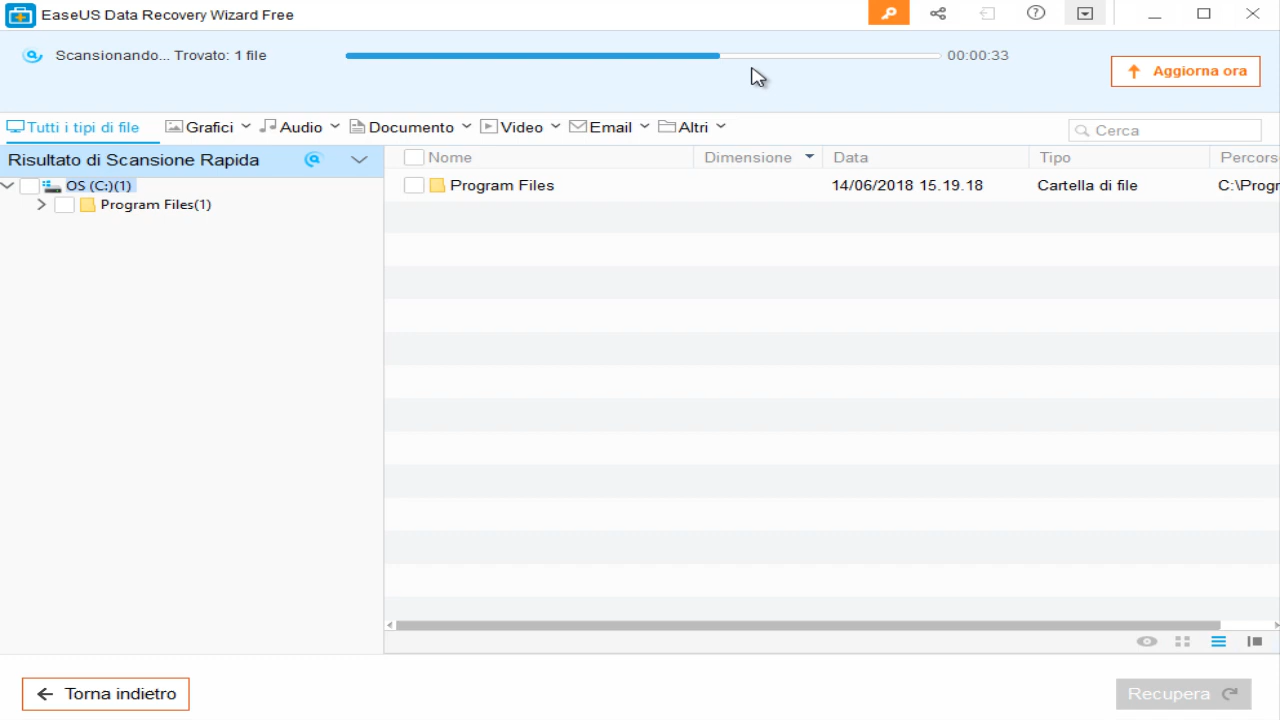 EaseUS Data Recovery Wizard Free
Scansionando... Trovato: 1 file
00:00:33
Aggiorna ora
Tutti i tipi di file Grafici Audio Documento Video Email Altri
Cerca
Risultato di Scansione Rapida
Nome Dimensione Data Tipo Percors
OS (C:)(1)
Program Files(1)
Program Files 14/06/2018 15.19.18 Cartella di file C:\Progr
Torna indietro
Recupera